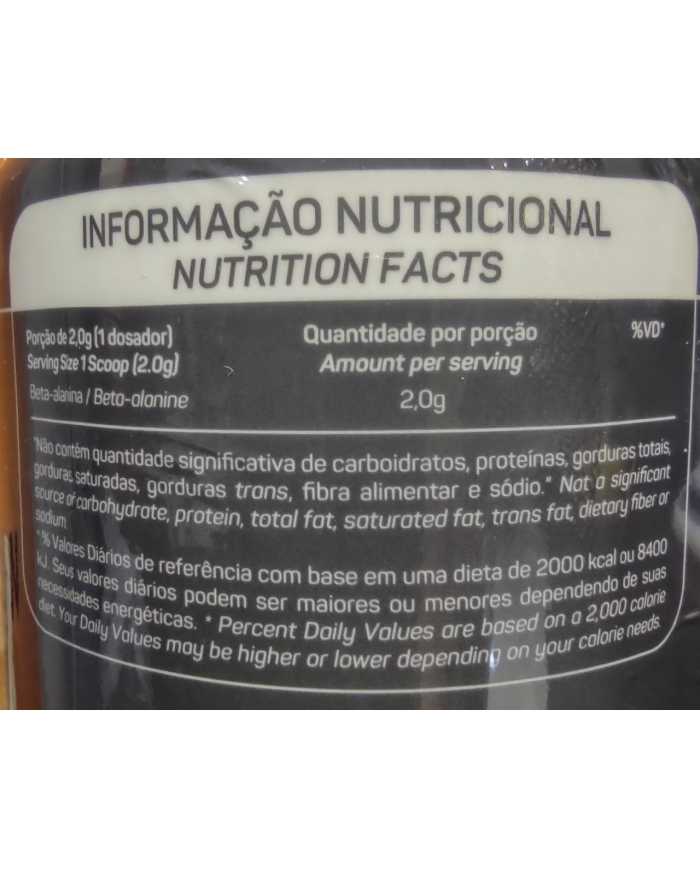 INFORMAÇÃO NUTRICIONAL
NUTRITION FACTS
Porção de 2,0g (1 dosador) Quantidade por porção %VD*
Serving Size 1 Scoop (2.0g) Amount per serving
Beta-alanina / Beta-alanine 2,0g
"Não contém quantidade significativa de carboidratos, proteínas, gorduras totais,
gorduras saturadas, gorduras trans, fibra alimentar e sódio." Not a significant
source of carbohydrate, protein, total fat, saturated fat, trans fat, dietary fiber or
sodium
* % Valores Diários de referência com base em uma dieta de 2000 kcal ou 8400
kJ. Seus valores diários podem ser maiores ou menores dependendo de suas
necessidades energéticas. * Percent Daily Values are based on a 2,000 calorie
diet. Your Daily Values may be higher or lower depending on your calorie needs.